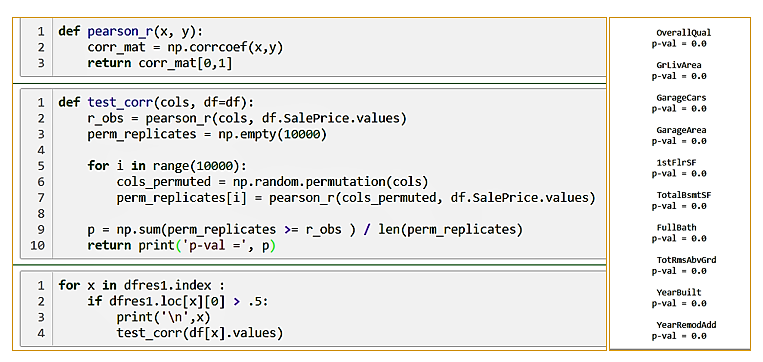 1 def pearson_r(x, y):
2     corr_mat = np.corrcoef(x,y)
3     return corr_mat[0,1]
1 def test_corr(cols, df=df):
2     r_obs = pearson_r(cols, df.SalePrice.values)
3     perm_replicates = np.empty(10000)
4
5     for i in range(10000):
6         cols_permuted = np.random.permutation(cols)
7         perm_replicates[i] = pearson_r(cols_permuted, df.SalePrice.values)
8
9     p = np.sum(perm_replicates >= r_obs ) / len(perm_replicates)
10     return print('p-val =', p)
1 for x in dfres1.index :
2     if dfres1.loc[x][0] > .5:
3         print('\n',x)
4         test_corr(df[x].values)
OverallQual
p-val = 0.0
GrLivArea
p-val = 0.0
GarageCars
p-val = 0.0
GarageArea
p-val = 0.0
1stFlrSF
p-val = 0.0
TotalBsmtSF
p-val = 0.0
FullBath
p-val = 0.0
TotRmsAbvGrd
p-val = 0.0
YearBuilt
p-val = 0.0
YearRemodAdd
p-val = 0.0